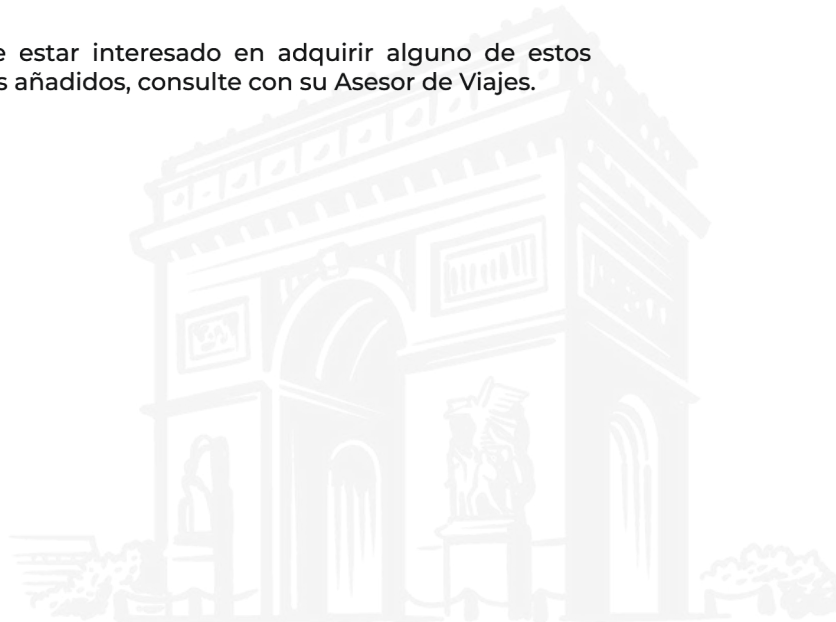 e estar interesado en adquirir alguno de estos
s añadidos, consulte con su Asesor de Viajes.